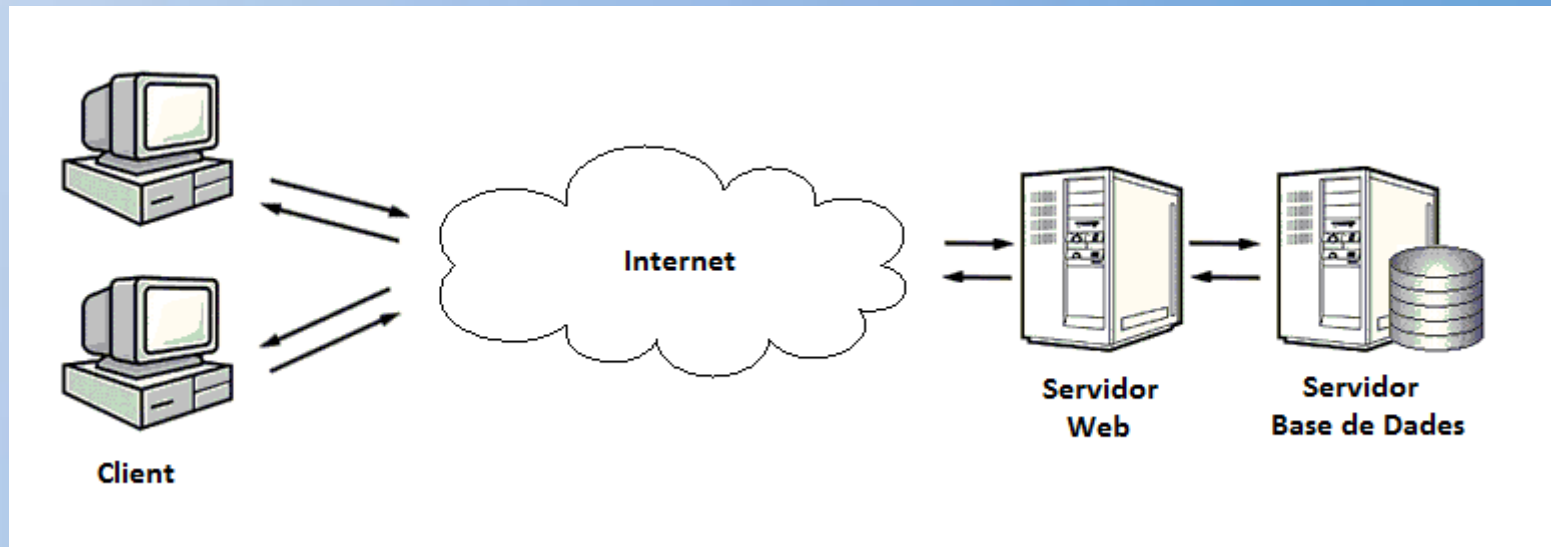 Internet
Servidor
Web
Servidor
Base de Dades
Client